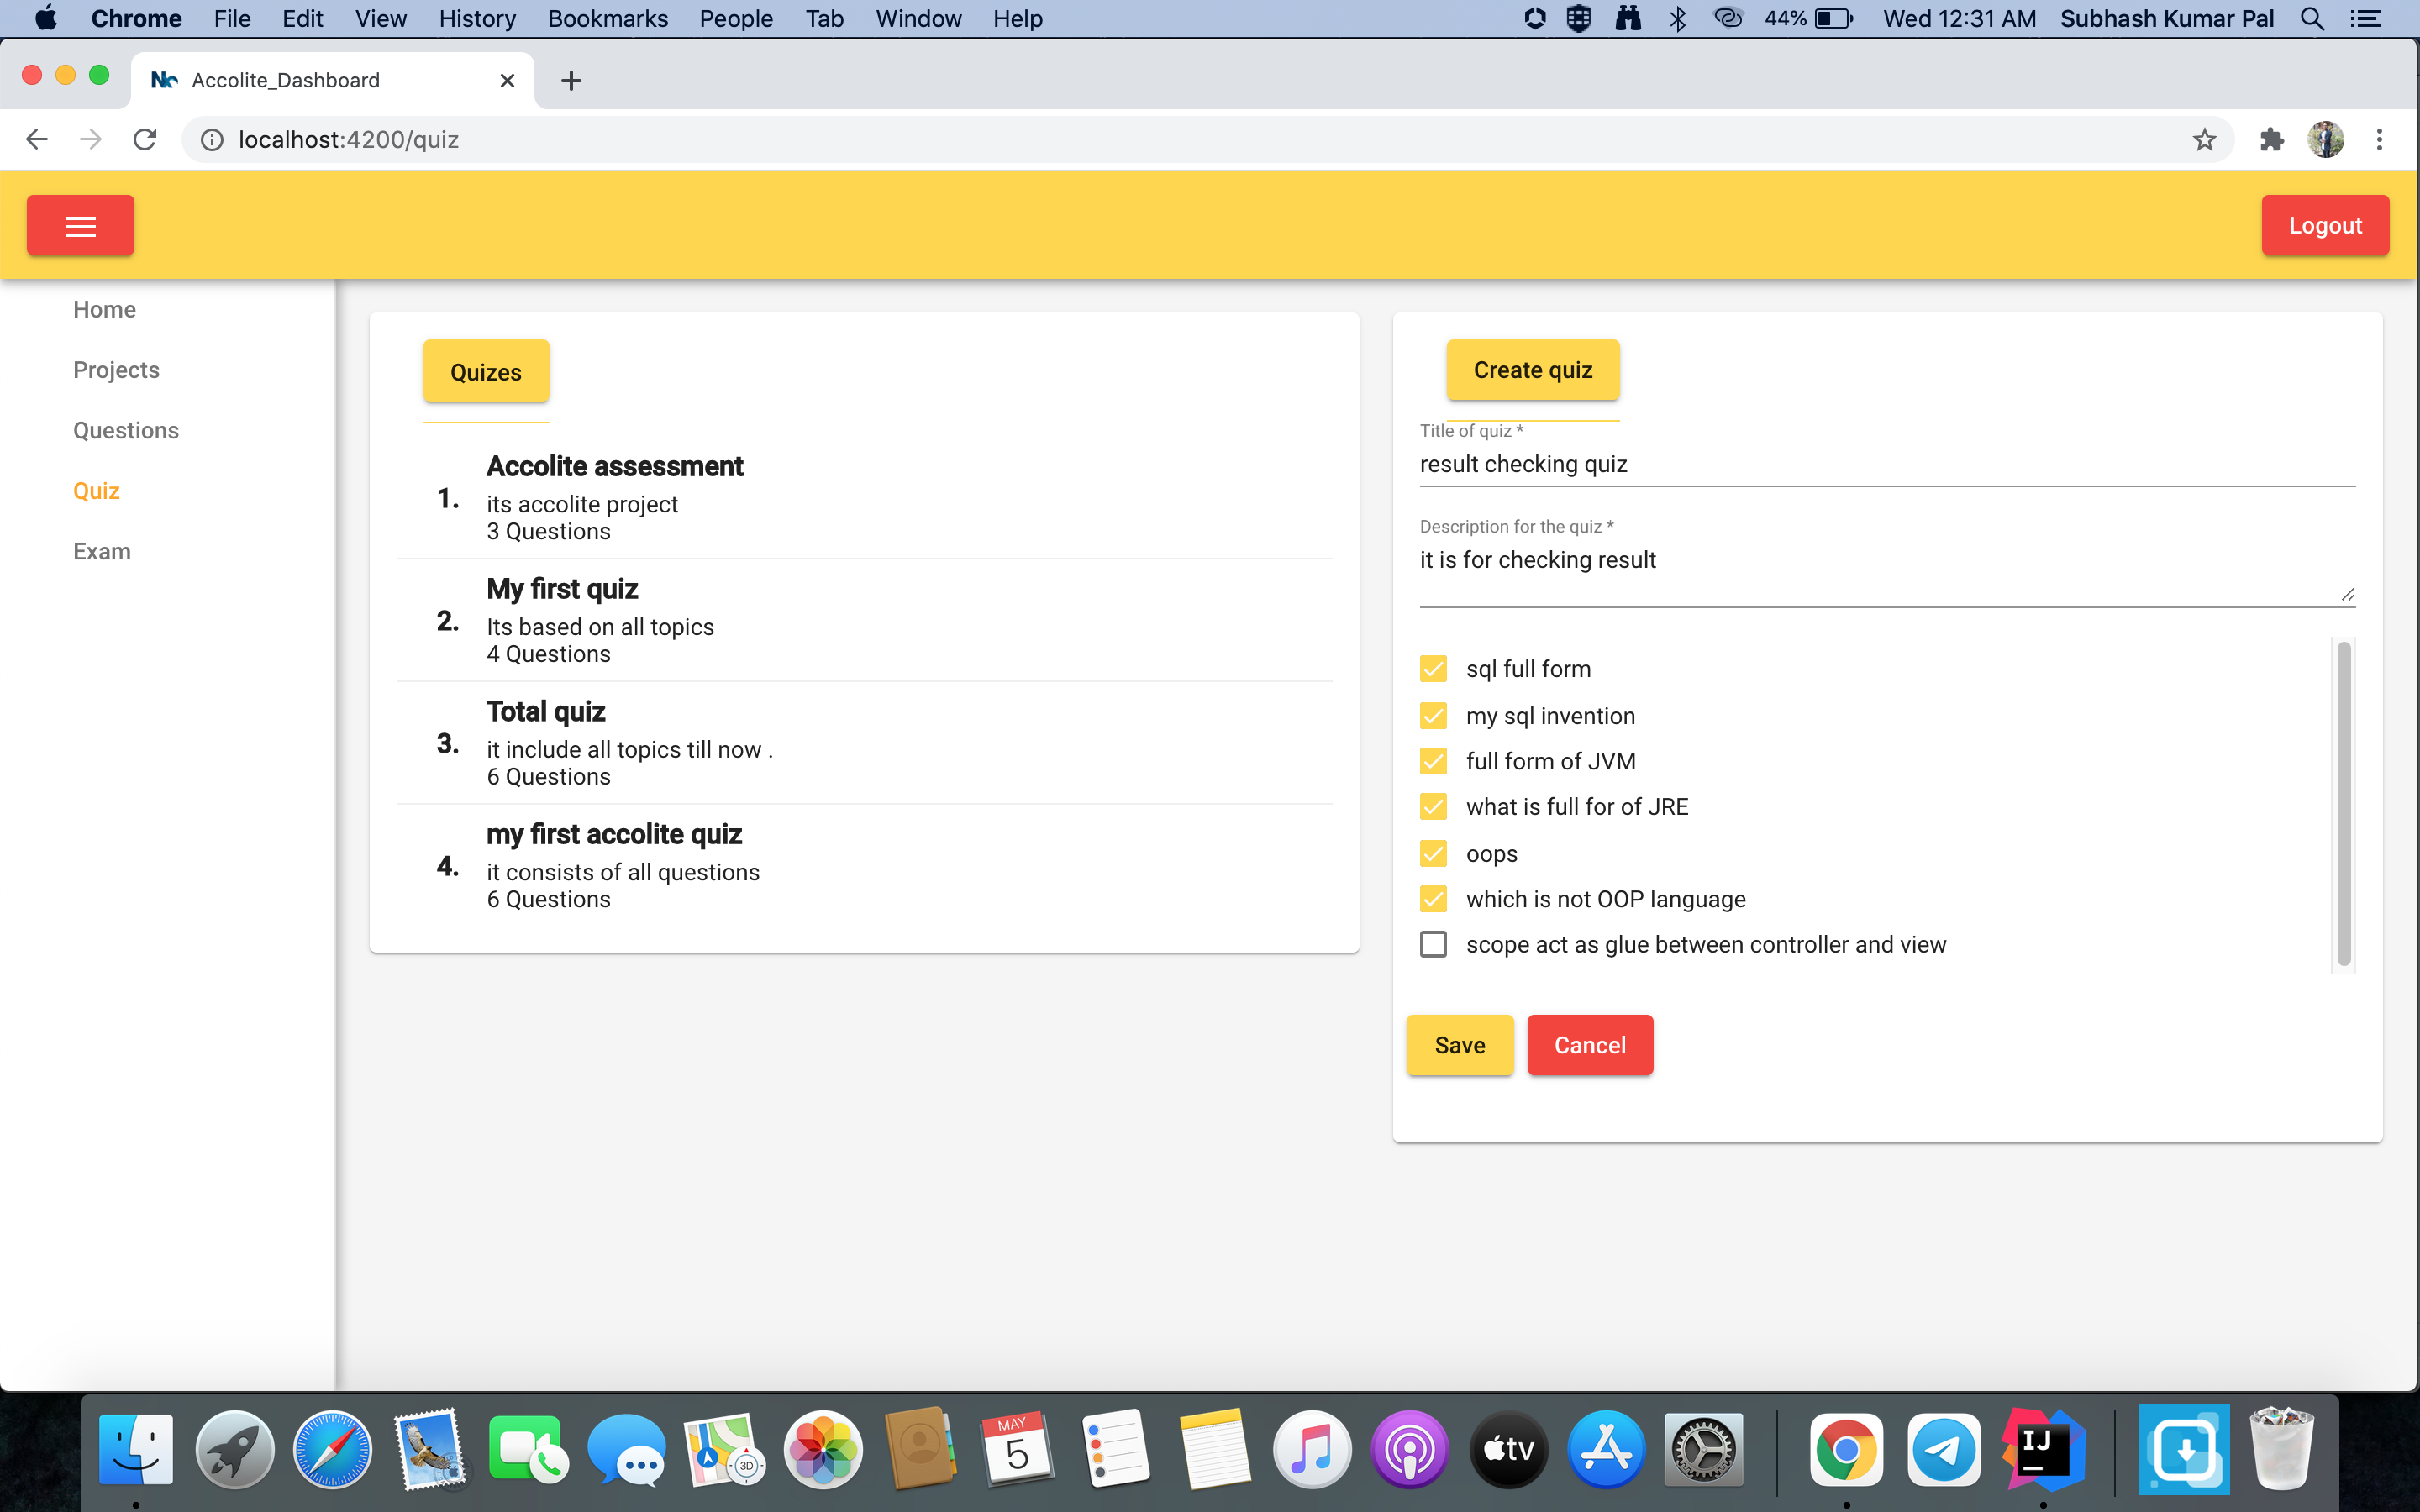 Chrome File Edit View History Bookmarks People Tab Window Help 44% Wed 12:31 AM Subhash Kumar Pal
Accolite_Dashboard
localhost:4200/quiz
Logout
Home
Projects
Questions
Quiz
Exam
Quizes
1. Accolite assessment
its accolite project
3 Questions
2. My first quiz
Its based on all topics
4 Questions
3. Total quiz
it include all topics till now .
6 Questions
4. my first accolite quiz
it consists of all questions
6 Questions
Create quiz
Title of quiz *
result checking quiz
Description for the quiz *
it is for checking result
sql full form
my sql invention
full form of JVM
what is full for of JRE
oops
which is not OOP language
scope act as glue between controller and view
Save Cancel
3D
MAY
5
tv
IJ